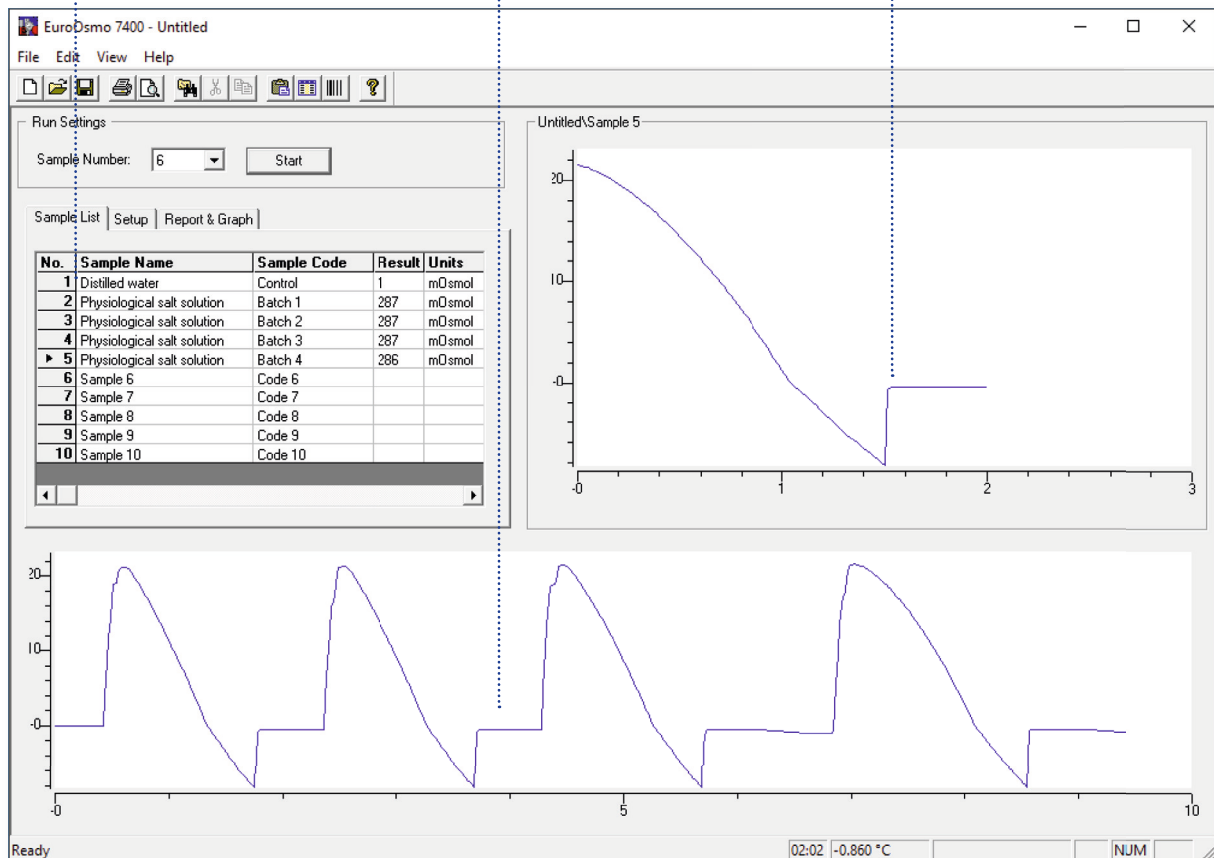 EuroOsmo 7400 - Untitled
File Edit View Help
Run Settings
Sample Number: 6 Start
Sample List Setup Report & Graph
No. Sample Name Sample Code Result Units
1 Distilled water Control 1 mOsmol
2 Physiological salt solution Batch 1 287 mOsmol
3 Physiological salt solution Batch 2 287 mOsmol
4 Physiological salt solution Batch 3 287 mOsmol
5 Physiological salt solution Batch 4 286 mOsmol
6 Sample 6 Code 6
7 Sample 7 Code 7
8 Sample 8 Code 8
9 Sample 9 Code 9
10 Sample 10 Code 10
Untitled\Sample 5
20
10
-0
-0 1 2 3
20
10
-0
-0 5 10
Ready 02:02 -0.860 °C NUM